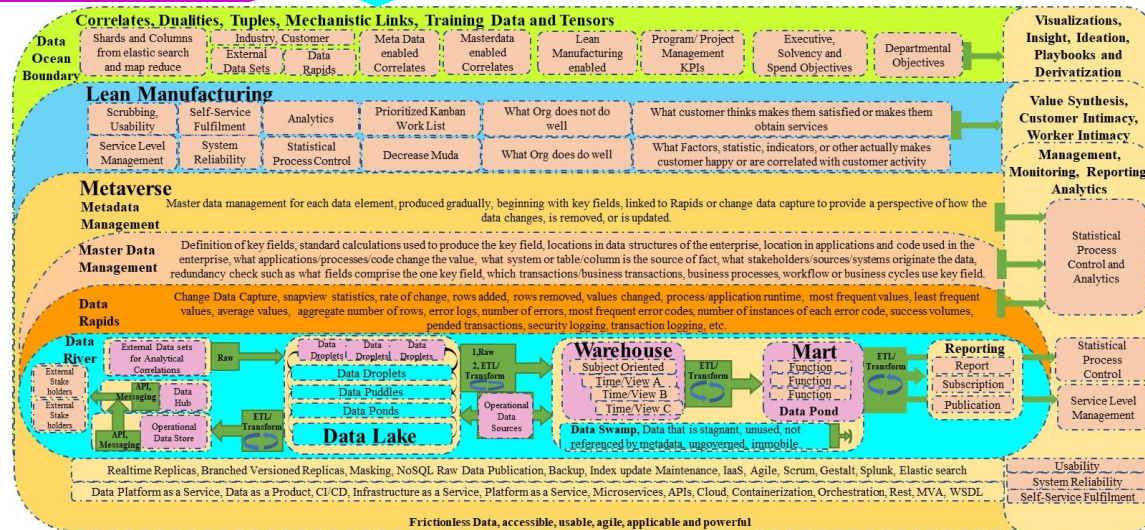 Correlates, Dualities, Tuples, Mechanistic Links, Training Data and Tensors
Data
Ocean
Boundary
Shards and Columns
from elastic search
and map reduce
Industry, Customer
External
Data Sets
Data
Rapids
Meta Data
enabled
Correlates
Masterdata
enabled
Correlates
Lean
Manufacturing
enabled
Program/ Project
Management
KPIs
Executive,
Solvency and
Spend Objectives
Departmental
Objectives
Visualizations,
Insight, Ideation,
Playbooks and
Derivatization
Lean Manufacturing
Scrubbing,
Usability
Self-Service
Fulfilment
Analytics
Prioritized Kanban
Work List
What Org does not do
well
What customer thinks makes them satisfied or makes them
obtain services
Service Level
Management
System
Reliability
Statistical
Process Control
Decrease Muda
What Org does do well
What Factors, statistic, indicators, or other actually makes
customer happy or are correlated with customer activity
Value Synthesis,
Customer Intimacy,
Worker Intimacy
Management,
Monitoring, Reporting
Analytics
Metaverse
Metadata
Management
Master data management for each data element, produced gradually, beginning with key fields, linked to Rapids or change data capture to provide a perspective of how the
data changes, is removed, or is updated.
Master Data
Management
Definition of key fields, standard calculations used to produce the key field, locations in data structures of the enterprise, location in applications and code used in the
enterprise, what applications/processes/code change the value, what system or table/column is the source of fact, what stakeholders/sources/systems originate the data,
redundancy check such as what fields comprise the one key field, which transactions/business transactions, business processes, workflow or business cycles use key field.
Statistical
Process
Control and
Analytics
Data
Rapids
Change Data Capture, snapview statistics, rate of change, rows added, rows removed, values changed, process/application runtime, most frequent values, least frequent
values, average values, aggregate number of rows, error logs, number of errors, most frequent error codes, number of instances of each error code, success volumes,
pended transactions, security logging, transaction logging, etc.
Data
River
External Data sets
for Analytical
Correlations
Raw
External
Stake
holders
External
Stake
holders
API,
Messaging
Data
Hub
API,
Messaging
Operational
Data Store
ETL/
Transform
Data
Droplets
Data
Droplets
Data
Droplets
Data Droplets
Data Puddles
Data Ponds
Data Lake
1,Raw
2, ETL/
Transform
Operational
Data
Sources
Warehouse
Subject Oriented
Time/View A
Time/View B
Time/View C
ETL/
Transform
Mart
Function
Function
Function
Data Pond
Data Swamp, Data that is stagnant, unused, not
referenced by metadata, ungoverned, immobile.
ETL/
Transform
Reporting
Report
Subscription
Publication
Statistical
Process
Control
Service Level
Management
Realtime Replicas, Branched Versioned Replicas, Masking, NoSQL Raw Data Publication, Backup, Index update Maintenance, IaaS, Agile, Scrum, Gestalt, Splunk, Elastic search
Data Platform as a Service, Data as a Product, CI/CD, Infrastructure as a Service, Platform as a Service, Microservices, APIs, Cloud, Containerization, Orchestration, Rest, MVA, WSDL
Usability
System Reliability
Self-Service Fulfilment
Frictionless Data, accessible, usable, agile, applicable and powerful